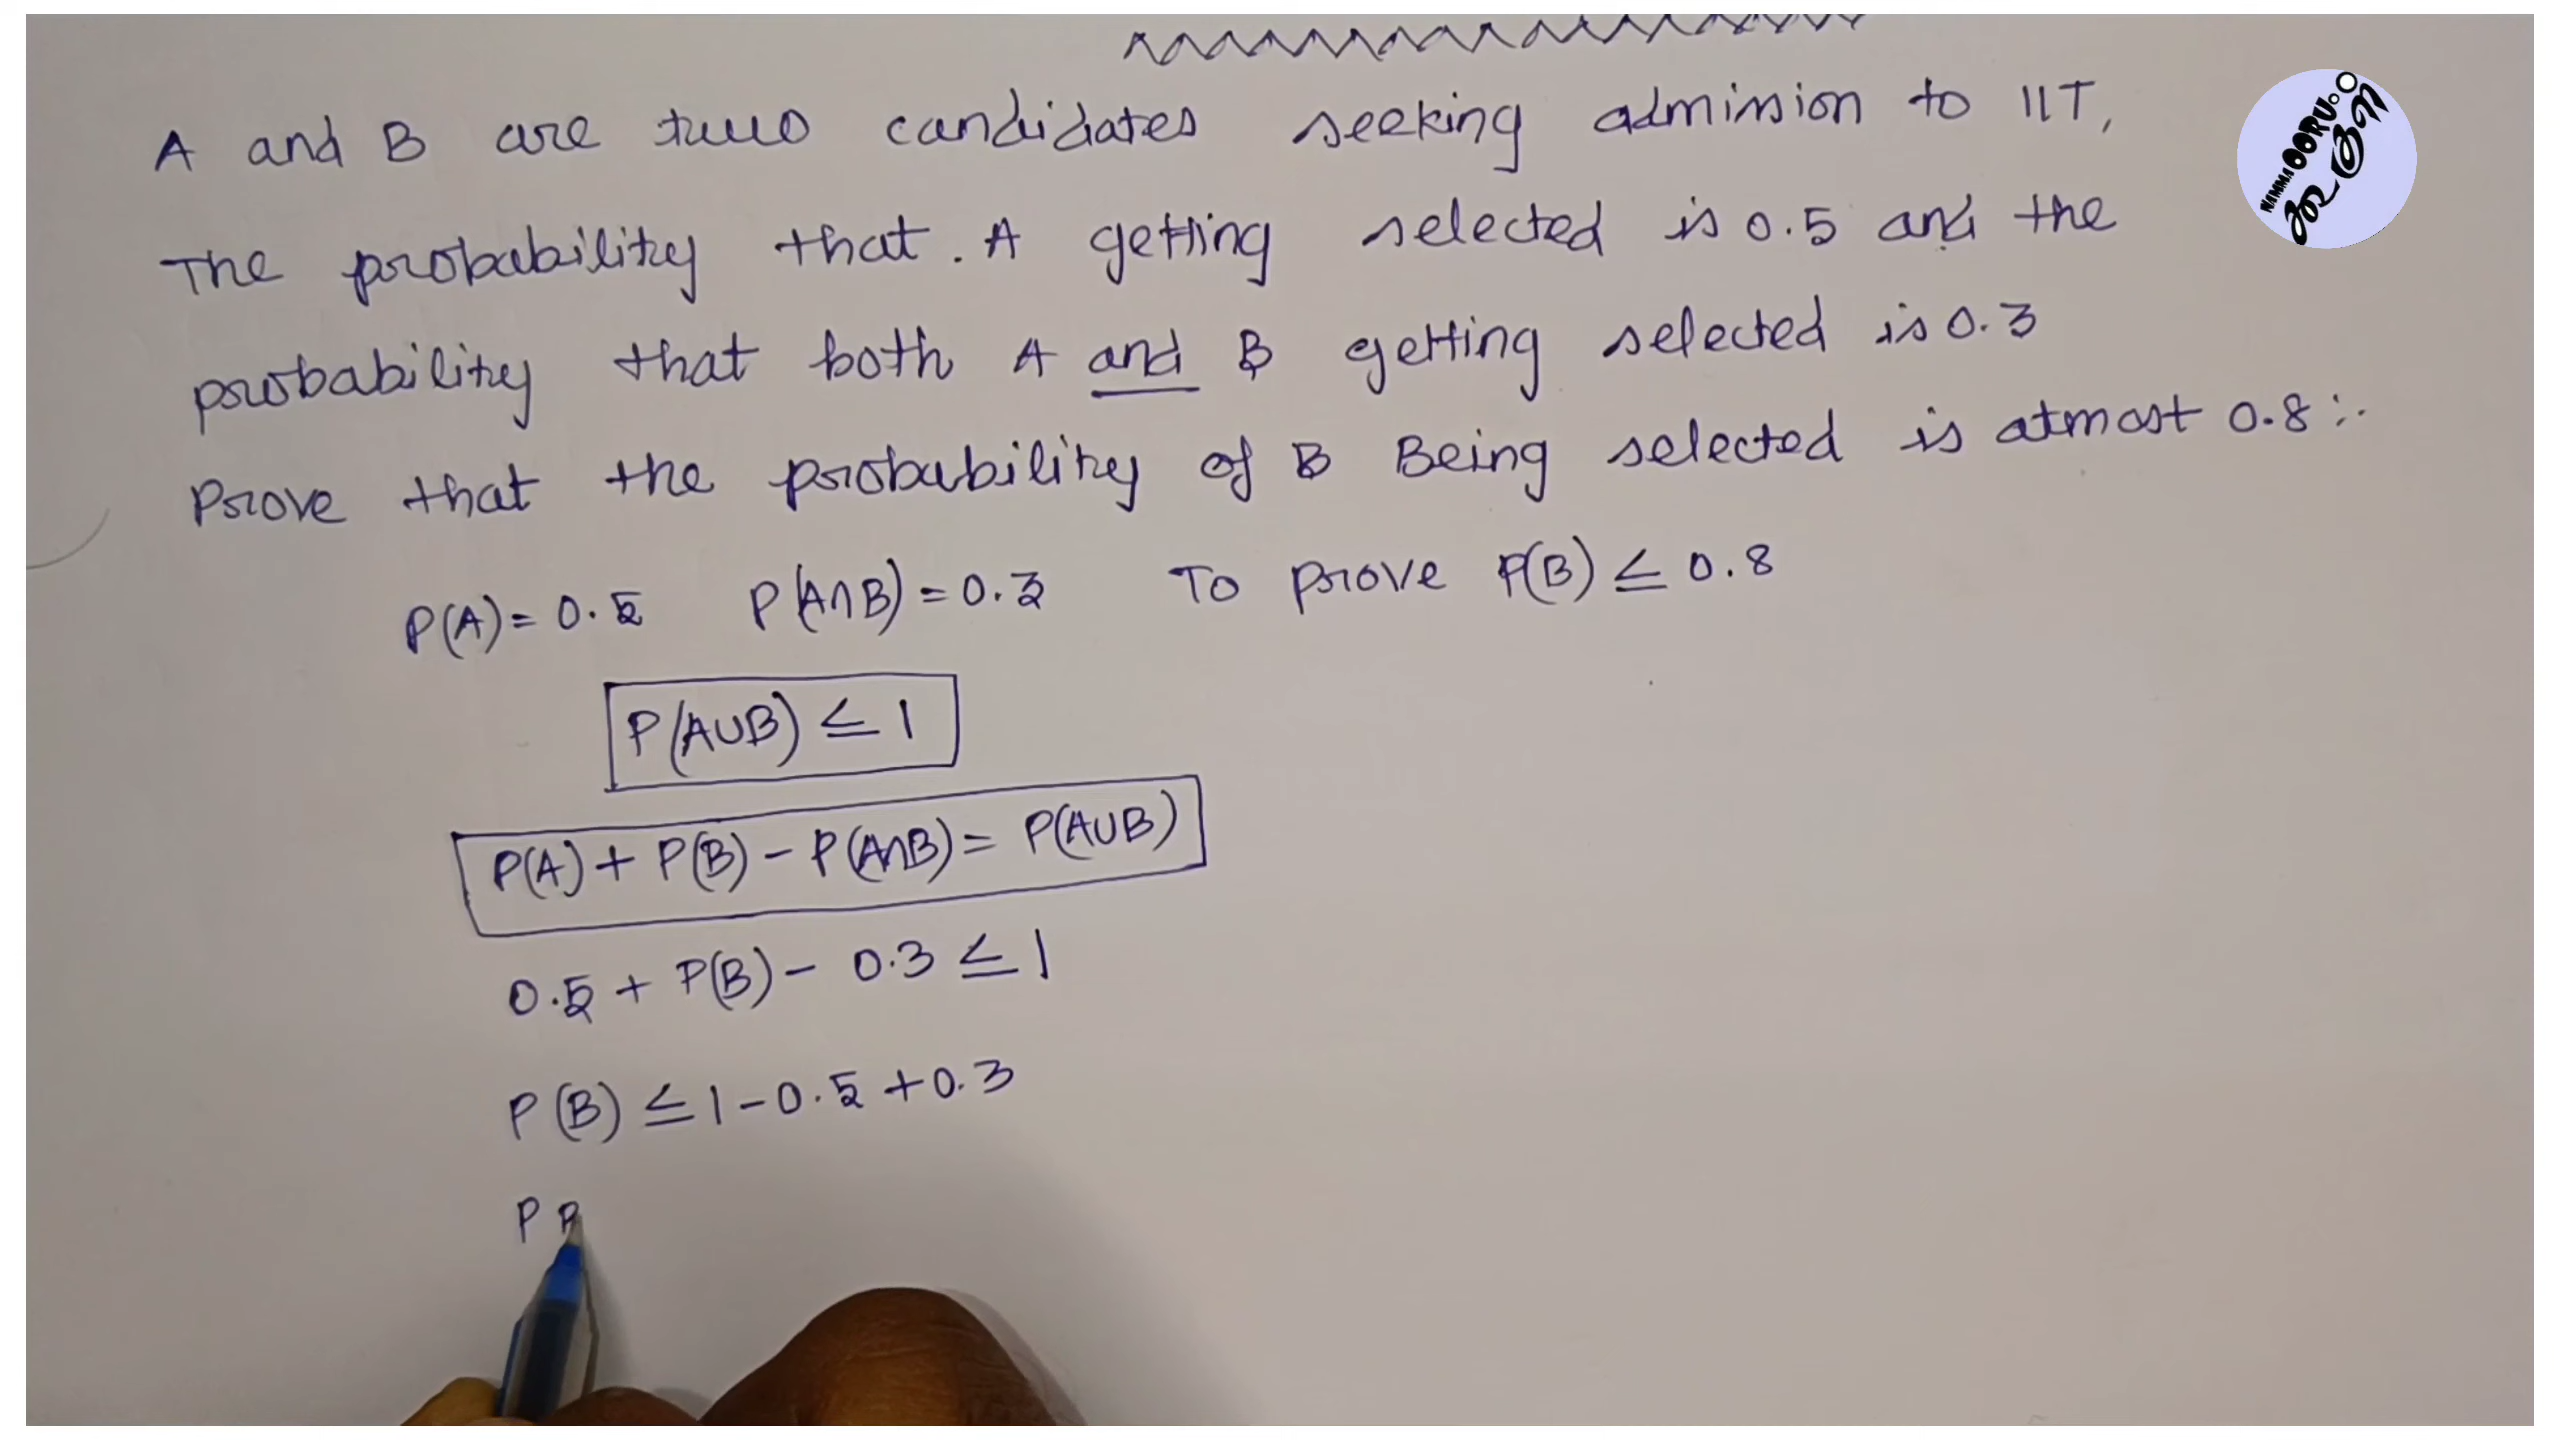 A and B are two candidates seeking admission to IIT,
The probability that. A getting selected is 0.5 and the
probability that both A and B getting selected is 0.3
Prove that the probability of B Being selected is atmost 0.8 :.
P(A) = 0.5 P(A∩B) = 0.3 To prove P(B) ≤ 0.8
P(A∪B) ≤ 1
P(A) + P(B) - P(A∩B) = P(A∪B)
0.5 + P(B) - 0.3 ≤ 1
P(B) ≤ 1 - 0.5 + 0.3
P B
NAMMA OORU